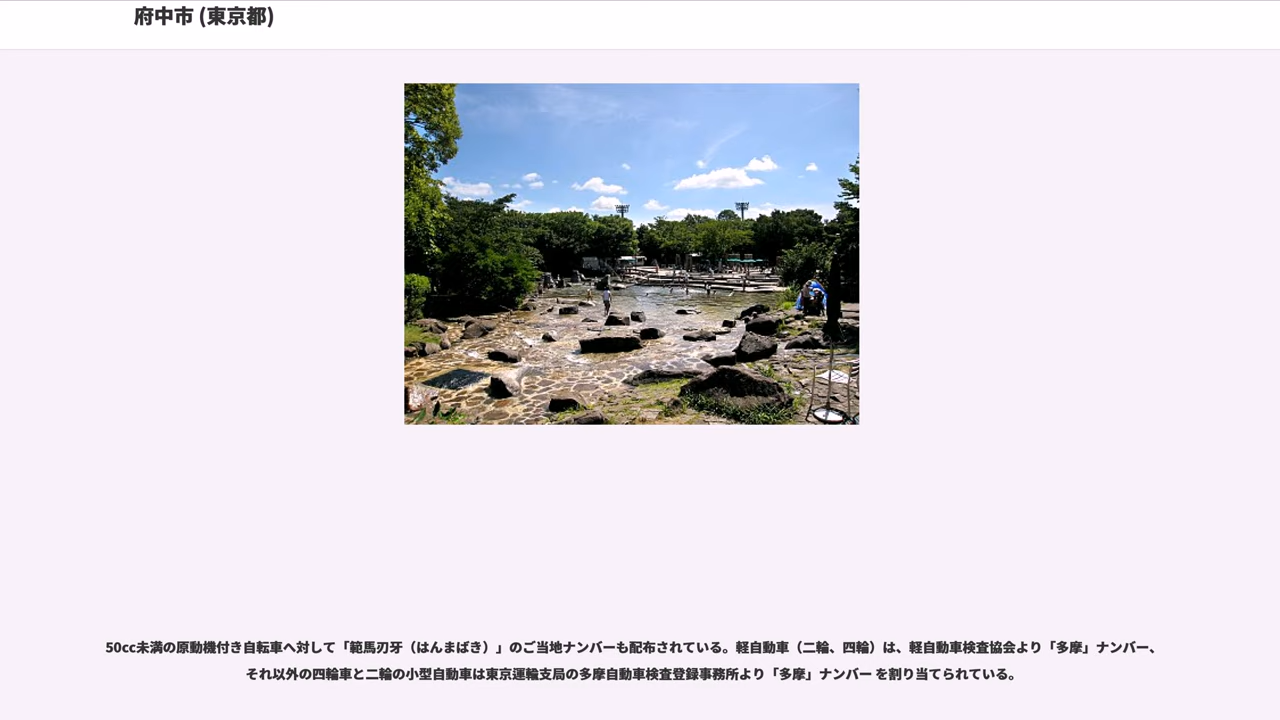 府中市 (東京都)
50cc未満の原動機付き自転車へ対して「範馬刃牙（はんまばき）」のご当地ナンバーも配布されている。軽自動車（二輪、四輪）は、軽自動車検査協会より「多摩」ナンバー、
それ以外の四輪車と二輪の小型自動車は東京運輸支局の多摩自動車検査登録事務所より「多摩」ナンバー を割り当てられている。